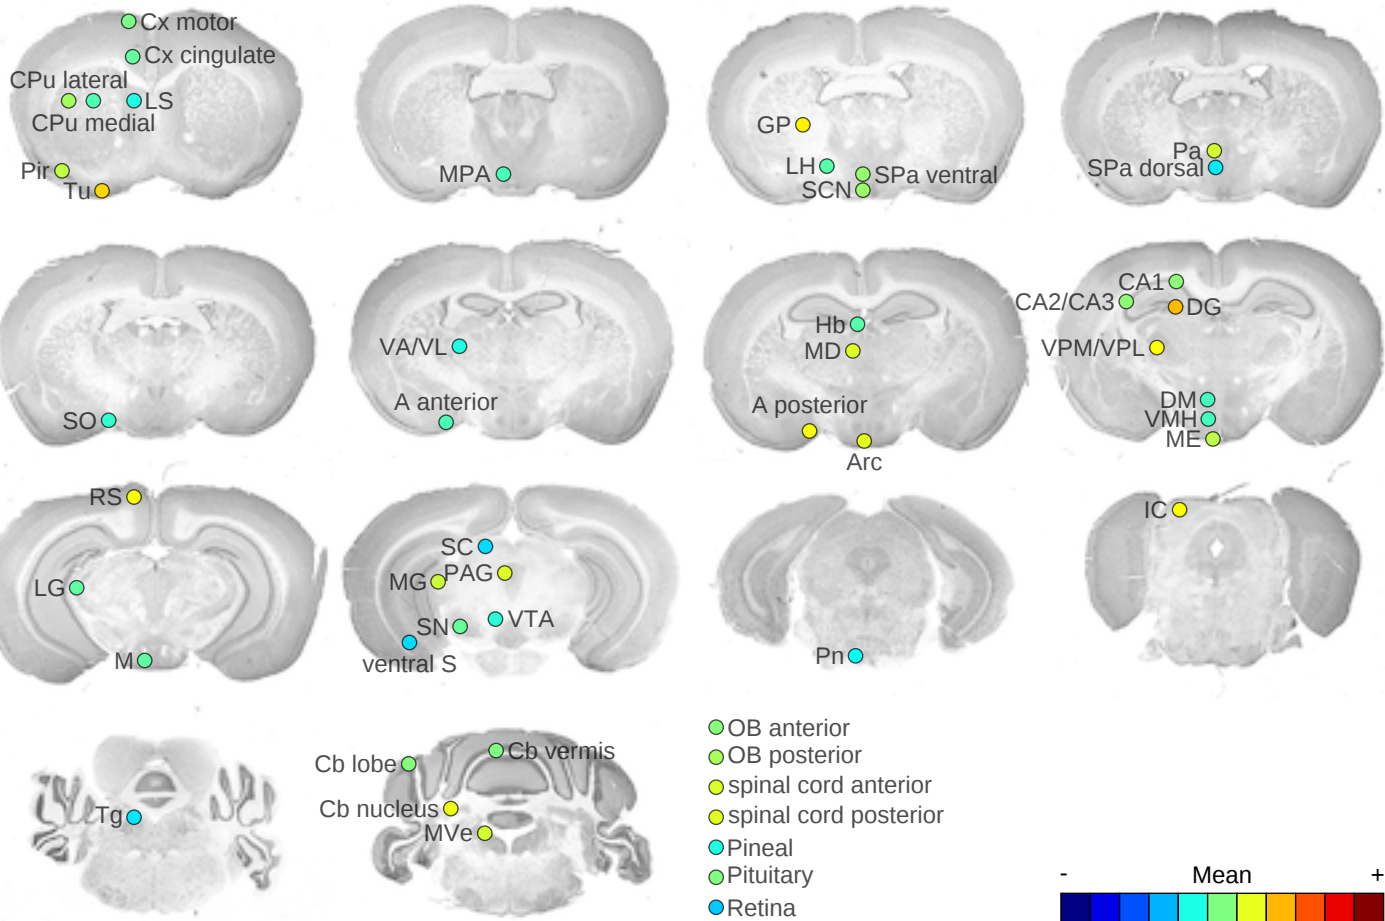 Cx motor
Cx cingulate
CPu lateral
LS
CPu medial
Pir
Tu
MPA
GP
LH
SPa ventral
SCN
Pa
SPa dorsal
SO
VA/VL
A anterior
Hb
MD
A posterior
Arc
CA1
CA2/CA3
DG
VPM/VPL
DM
VMH
ME
RS
LG
M
SC
PAG
MG
VTA
SN
ventral S
Pn
IC
Tg
Cb vermis
Cb lobe
Cb nucleus
MVe
OB anterior
OB posterior
spinal cord anterior
spinal cord posterior
Pineal
Pituitary
Retina
- Mean +